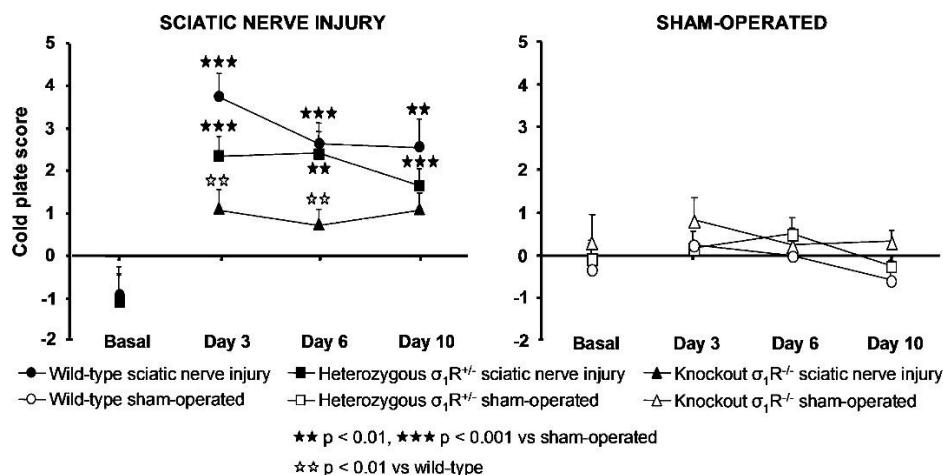 SCIATIC NERVE INJURY
SHAM-OPERATED
Cold plate score
5
4
3
2
1
0
-1
-2
★★★
★★★
☆☆
★★★
★★
☆☆
★★
★★★
Basal Day 3 Day 6 Day 10
5
4
3
2
1
0
-1
-2
Basal Day 3 Day 6 Day 10
Wild-type sciatic nerve injury Heterozygous σ₁R⁺/⁻ sciatic nerve injury Knockout σ₁R⁻/⁻ sciatic nerve injury
Wild-type sham-operated Heterozygous σ₁R⁺/⁻ sham-operated Knockout σ₁R⁻/⁻ sham-operated
★★ p < 0.01, ★★★ p < 0.001 vs sham-operated
☆☆ p < 0.01 vs wild-type